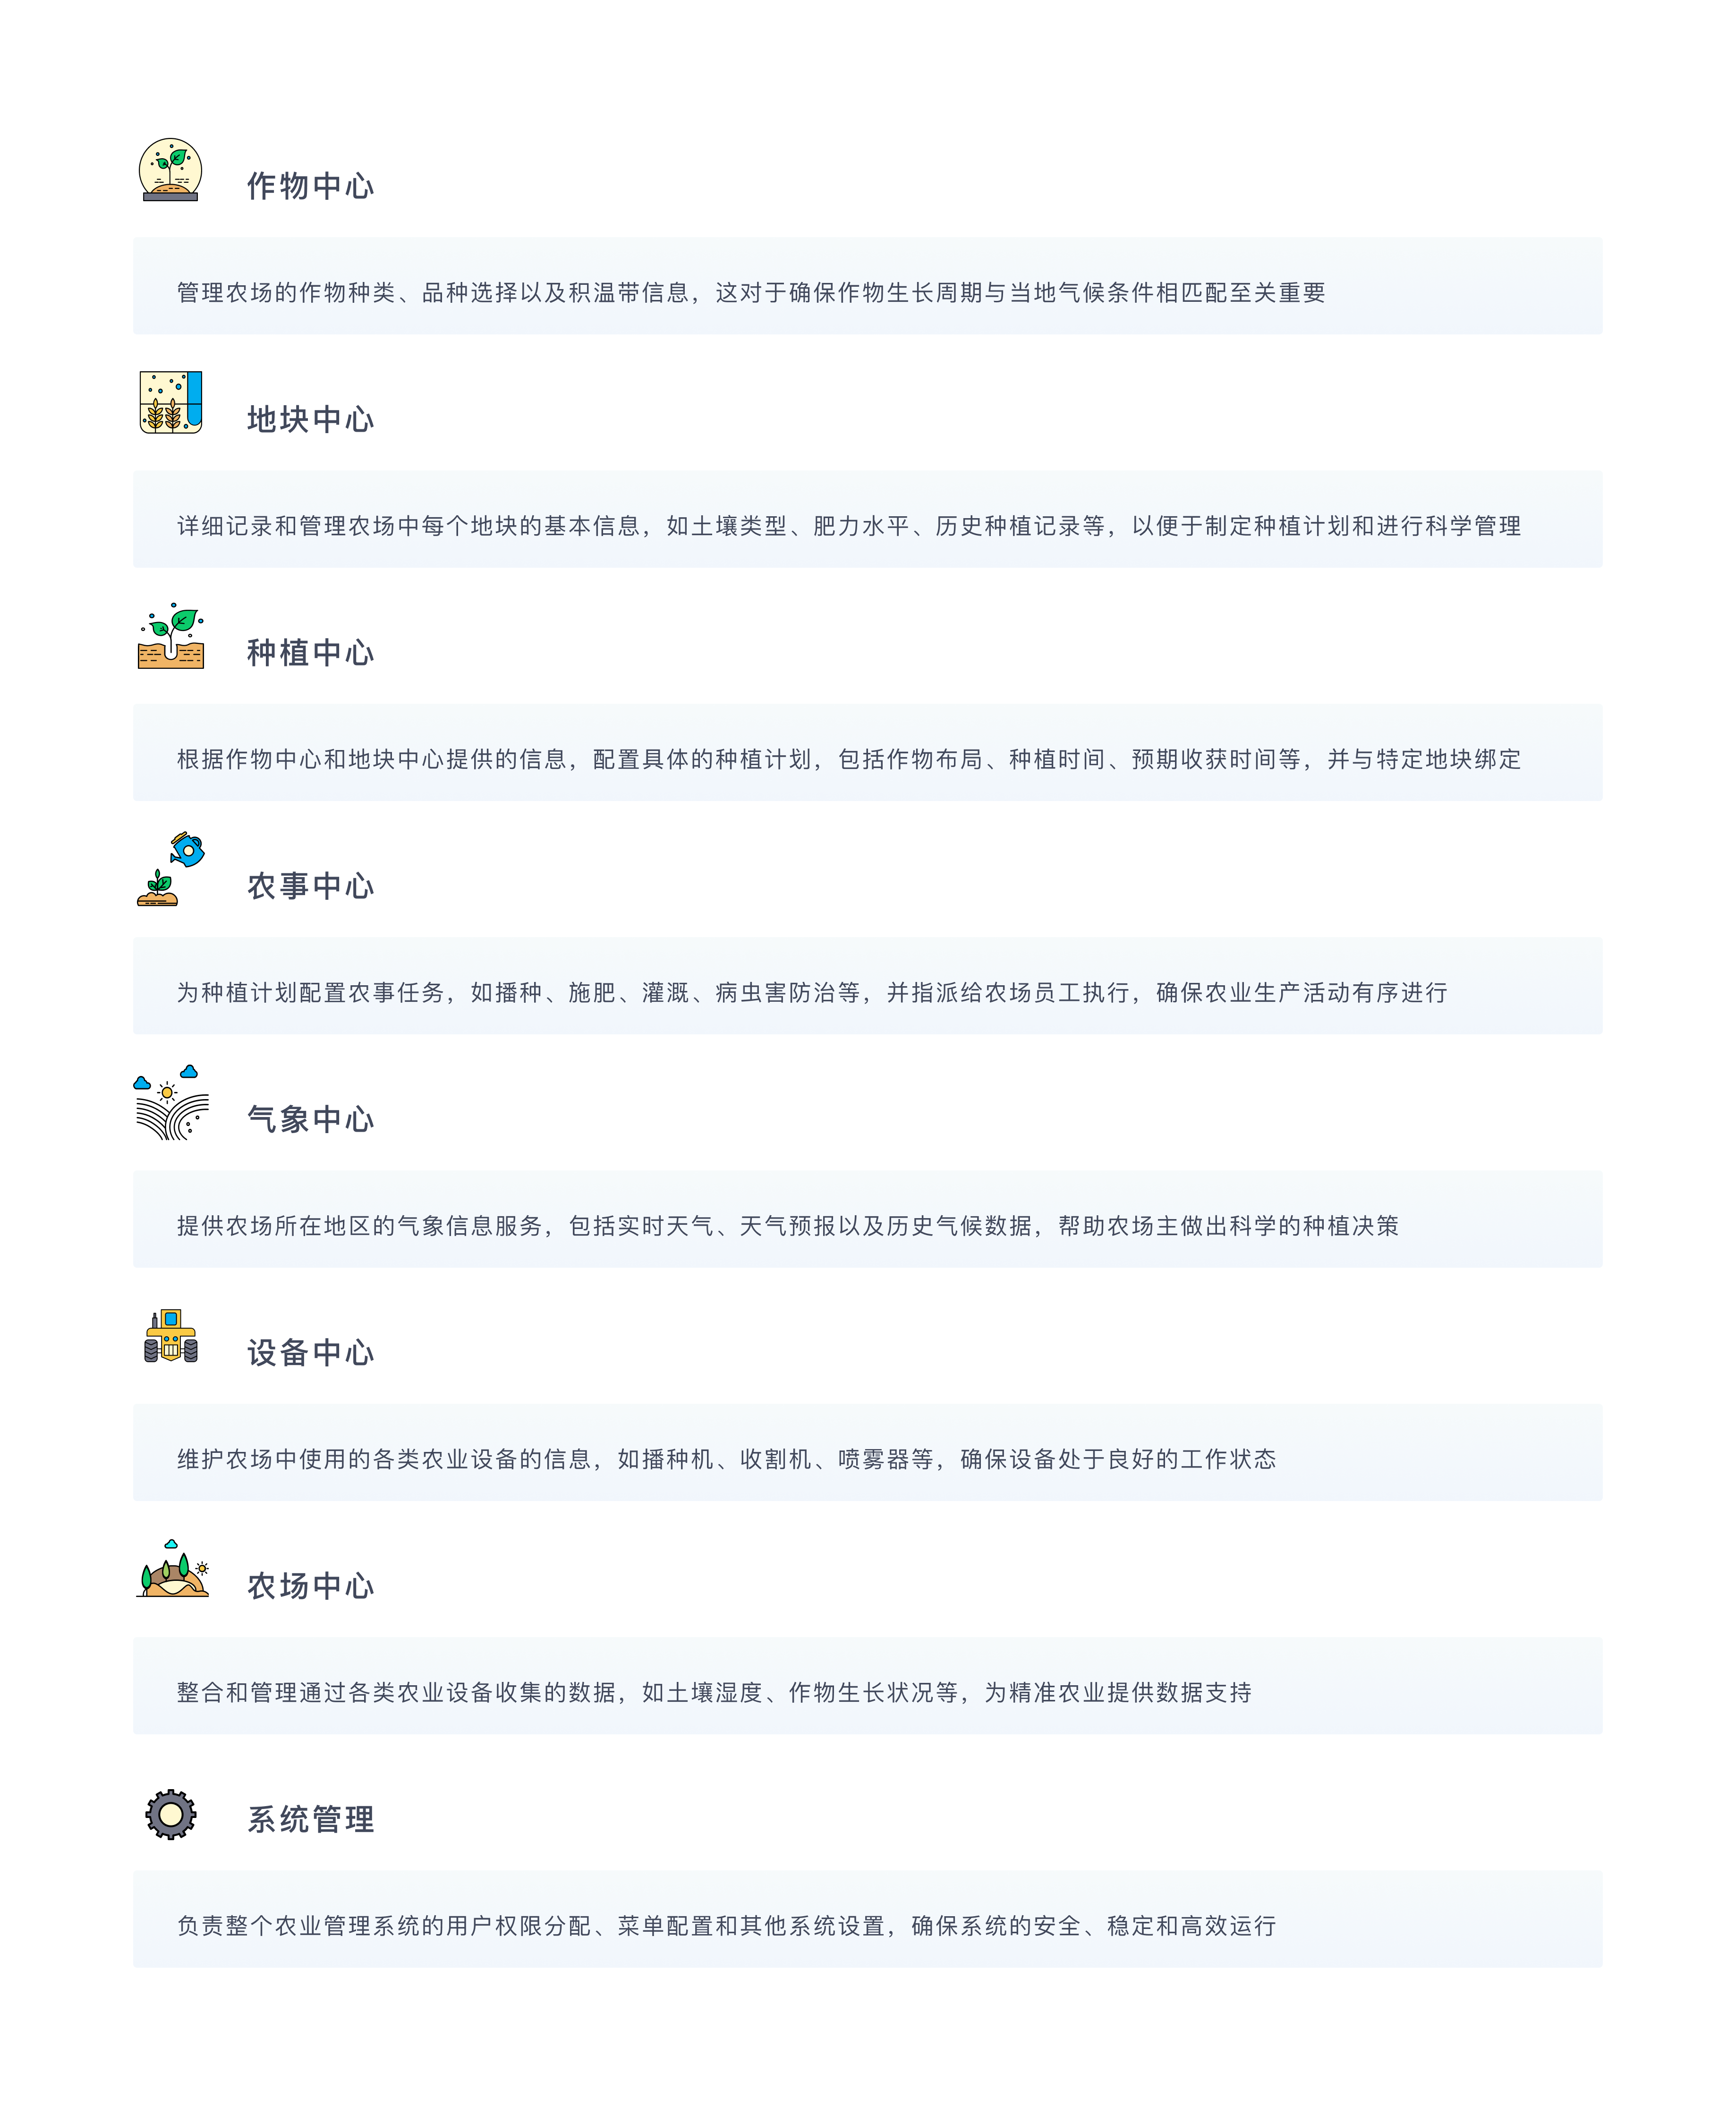 作物中心
管理农场的作物种类、品种选择以及积温带信息，这对于确保作物生长周期与当地气候条件相匹配至关重要
地块中心
详细记录和管理农场中每个地块的基本信息，如土壤类型、肥力水平、历史种植记录等，以便于制定种植计划和进行科学管理
种植中心
根据作物中心和地块中心提供的信息，配置具体的种植计划，包括作物布局、种植时间、预期收获时间等，并与特定地块绑定
农事中心
为种植计划配置农事任务，如播种、施肥、灌溉、病虫害防治等，并指派给农场员工执行，确保农业生产活动有序进行
气象中心
提供农场所在地区的气象信息服务，包括实时天气、天气预报以及历史气候数据，帮助农场主做出科学的种植决策
设备中心
维护农场中使用的各类农业设备的信息，如播种机、收割机、喷雾器等，确保设备处于良好的工作状态
农场中心
整合和管理通过各类农业设备收集的数据，如土壤湿度、作物生长状况等，为精准农业提供数据支持
系统管理
负责整个农业管理系统的用户权限分配、菜单配置和其他系统设置，确保系统的安全、稳定和高效运行